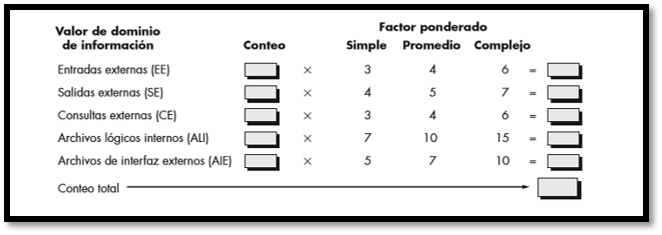 Valor de dominio de información Conteo Factor ponderado
Simple Promedio Complejo
Entradas externas (EE) × 3 4 6 =
Salidas externas (SE) × 4 5 7 =
Consultas externas (CE) × 3 4 6 =
Archivos lógicos internos (ALI) × 7 10 15 =
Archivos de interfaz externos (AIE) × 5 7 10 =
Conteo total